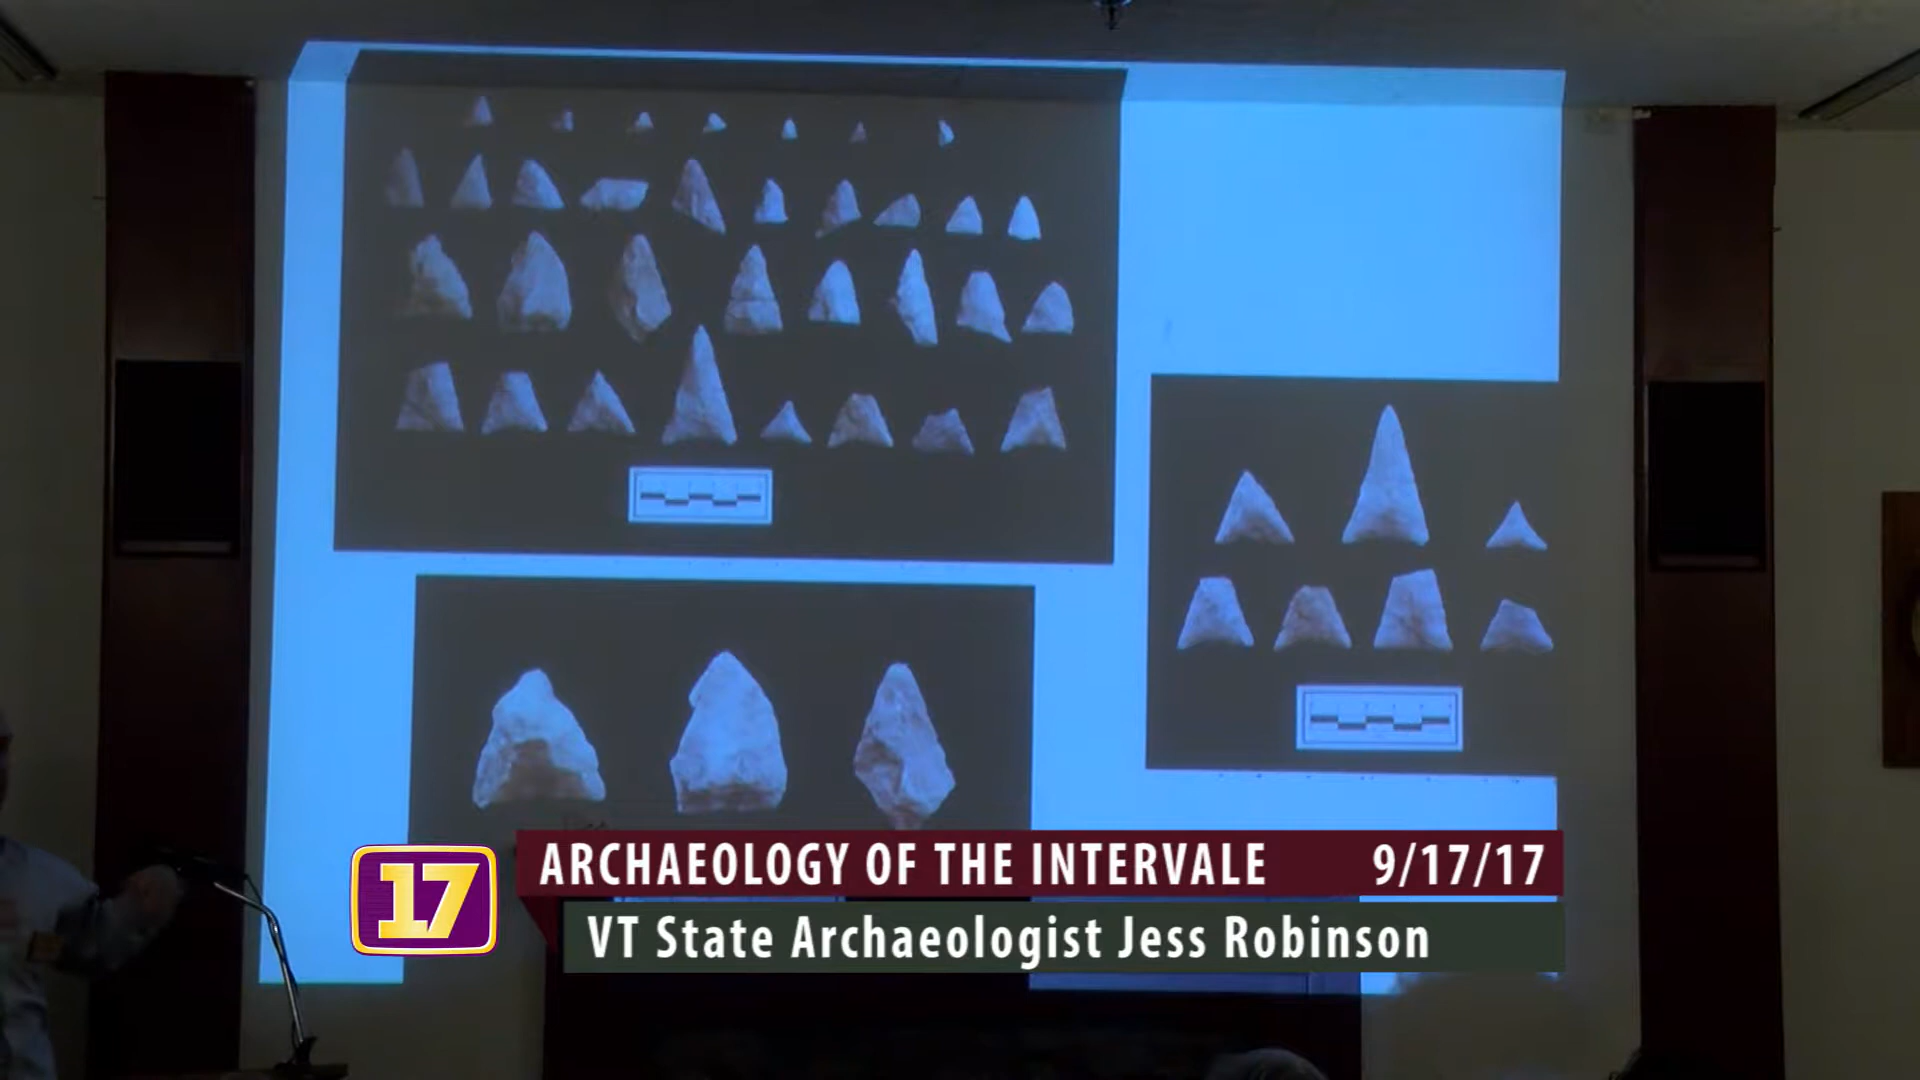 17
ARCHAEOLOGY OF THE INTERVALE 9/17/17
VT State Archaeologist Jess Robinson